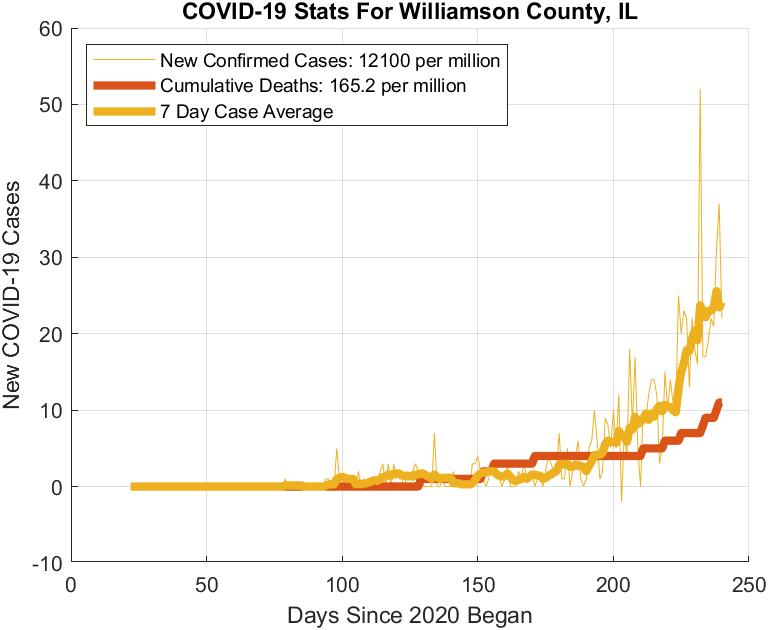 COVID-19 Stats For Williamson County, IL
New Confirmed Cases: 12100 per million
Cumulative Deaths: 165.2 per million
7 Day Case Average
New COVID-19 Cases
60
50
40
30
20
10
0
-10
0 50 100 150 200 250
Days Since 2020 Began